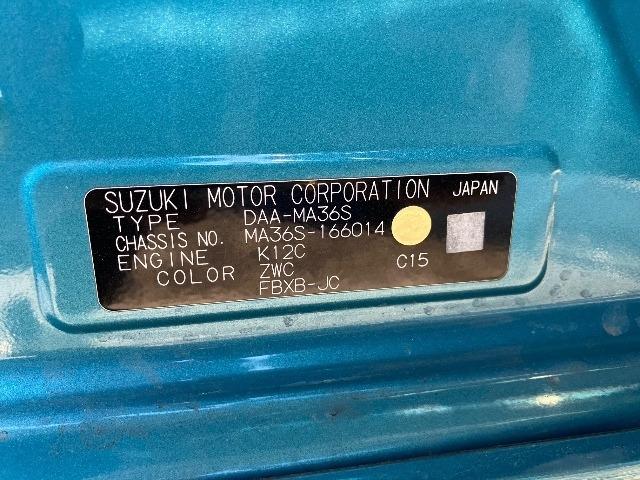 SUZUKI MOTOR CORPORATION JAPAN
TYPE DAA-MA36S
CHASSIS NO. MA36S-166014
ENGINE K12C
COLOR ZWC C15
FBXB-JC